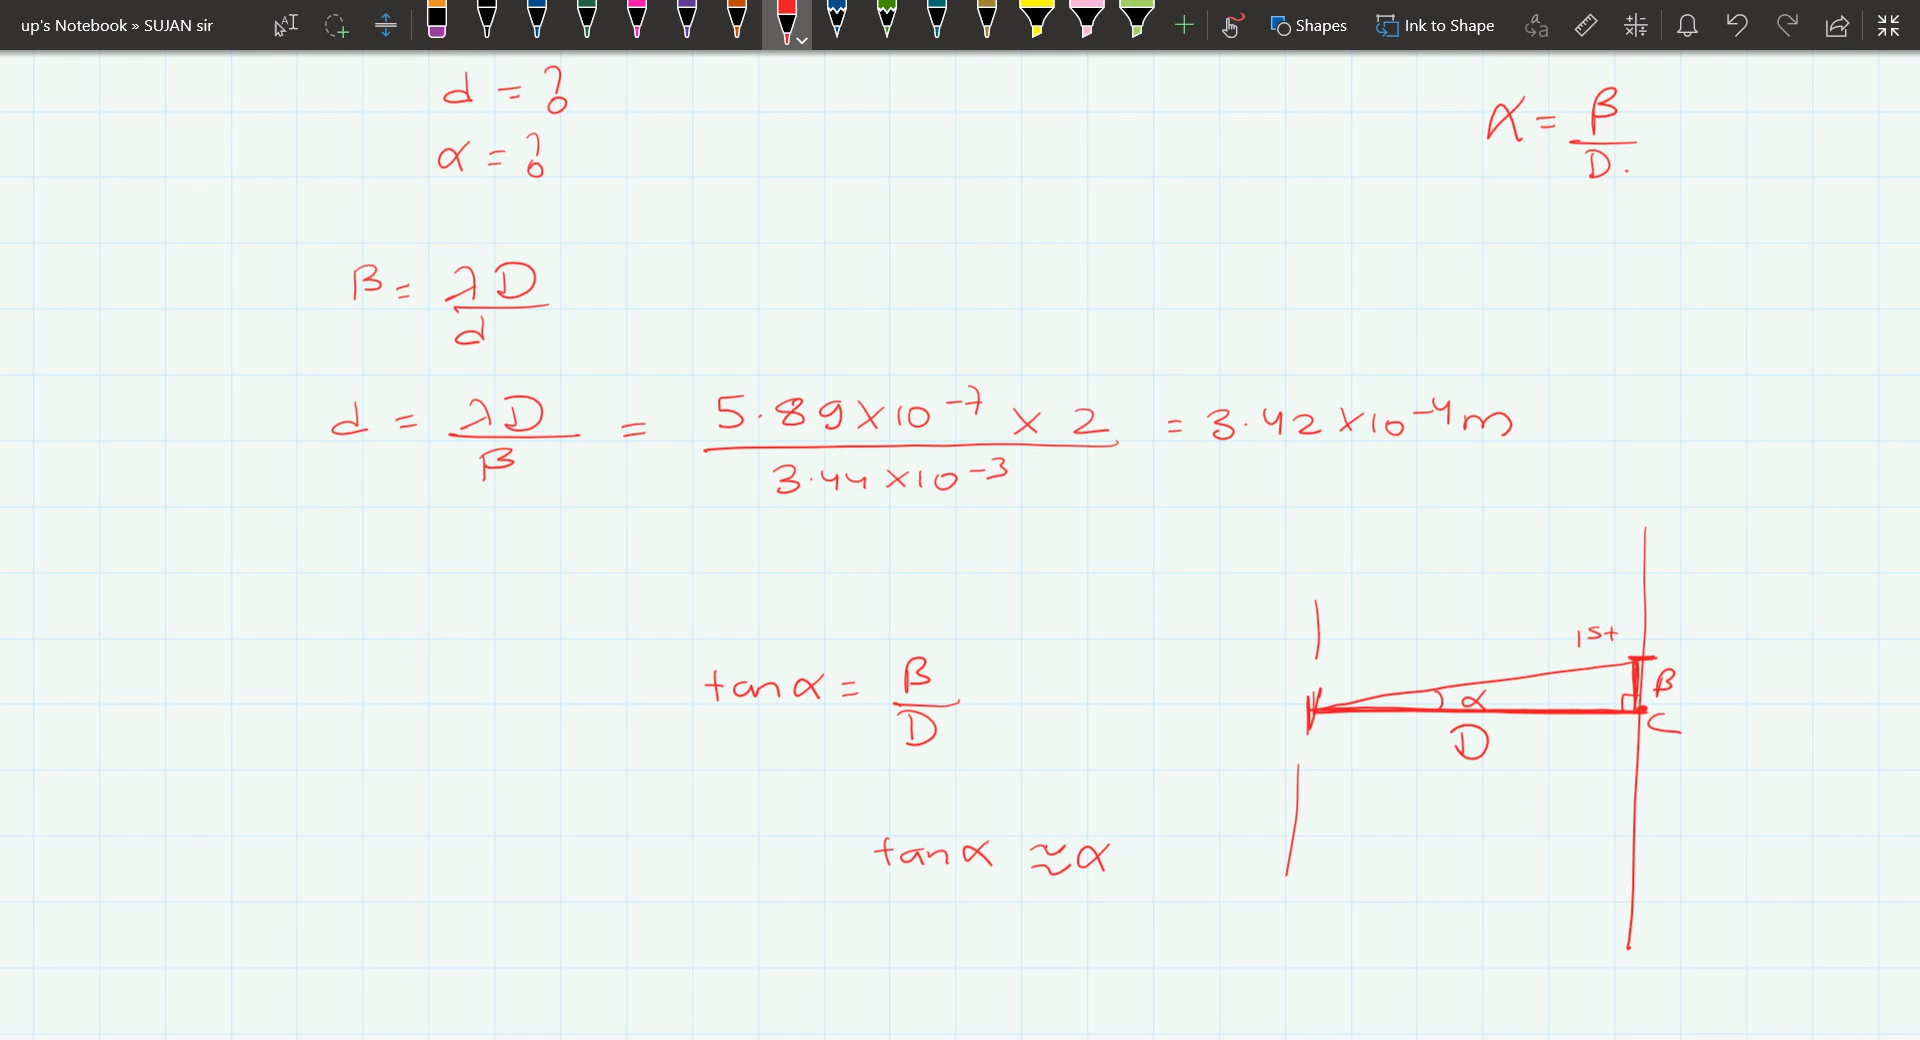 up's Notebook » SUJAN sir
Shapes
Ink to Shape
d = ?
α = ?
α = β / D.
β = λD / d
d = λD / β = 5.89 × 10⁻⁷ × 2 / 3.44 × 10⁻³ = 3.42 × 10⁻⁴ m
1st
tan α = β / D
α
β
C
D
tan α ≈ α